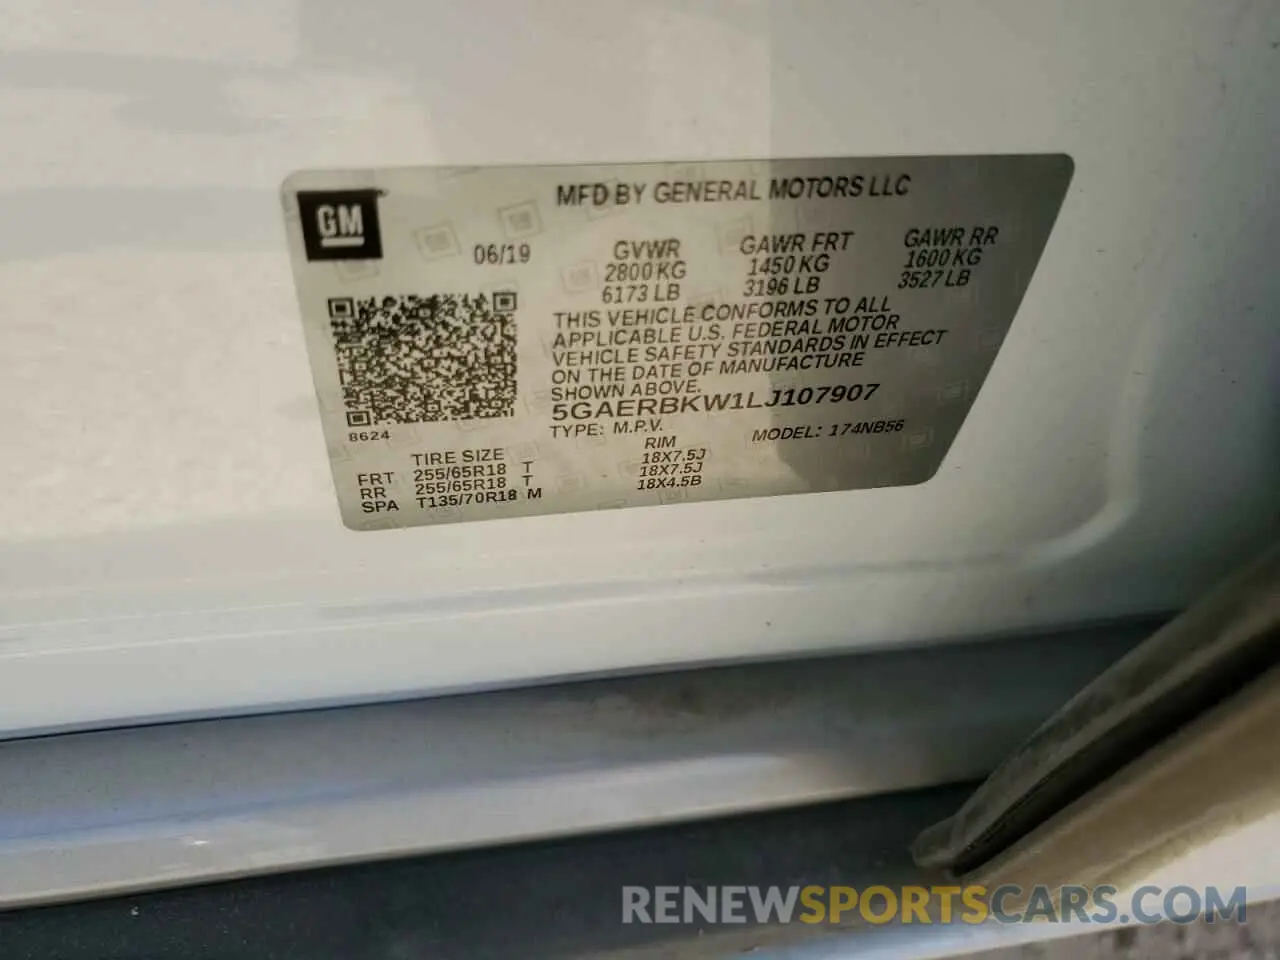 GM
MFD BY GENERAL MOTORS LLC
06/19
GVWR
2800 KG
6173 LB
GAWR FRT
1450 KG
3196 LB
GAWR RR
1600 KG
3527 LB
THIS VEHICLE CONFORMS TO ALL
APPLICABLE U.S. FEDERAL MOTOR
VEHICLE SAFETY STANDARDS IN EFFECT
ON THE DATE OF MANUFACTURE
SHOWN ABOVE.
5GAERBKW1LJ107907
TYPE: M.P.V.
MODEL: 174NB56
8624
TIRE SIZE RIM
FRT 255/65R18 T 18X7.5J
RR 255/65R18 T 18X7.5J
SPA T135/70R18 M 18X4.5B
RENEWSPORTSCARS.COM